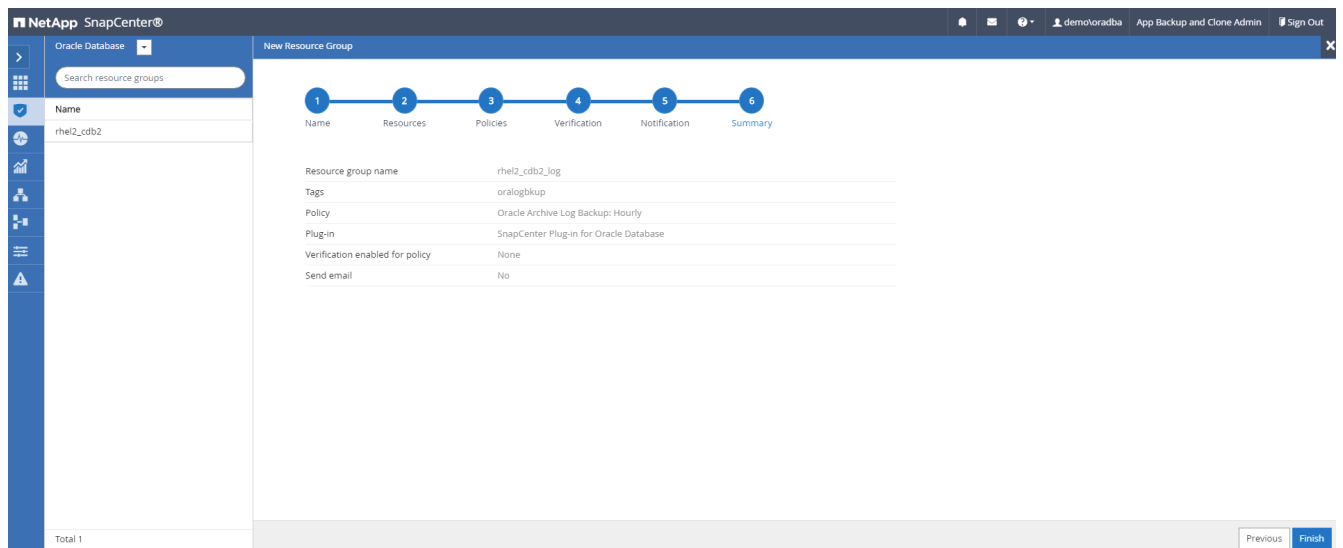 NetApp SnapCenter®
demo\oradba App Backup and Clone Admin Sign Out
Oracle Database
Search resource groups
Name
rhel2_cdb2
Total 1
New Resource Group
1 2 3 4 5 6
Name Resources Policies Verification Notification Summary
Resource group name rhel2_cdb2_log
Tags oralogbkup
Policy Oracle Archive Log Backup: Hourly
Plug-in SnapCenter Plug-in for Oracle Database
Verification enabled for policy None
Send email No
Previous Finish